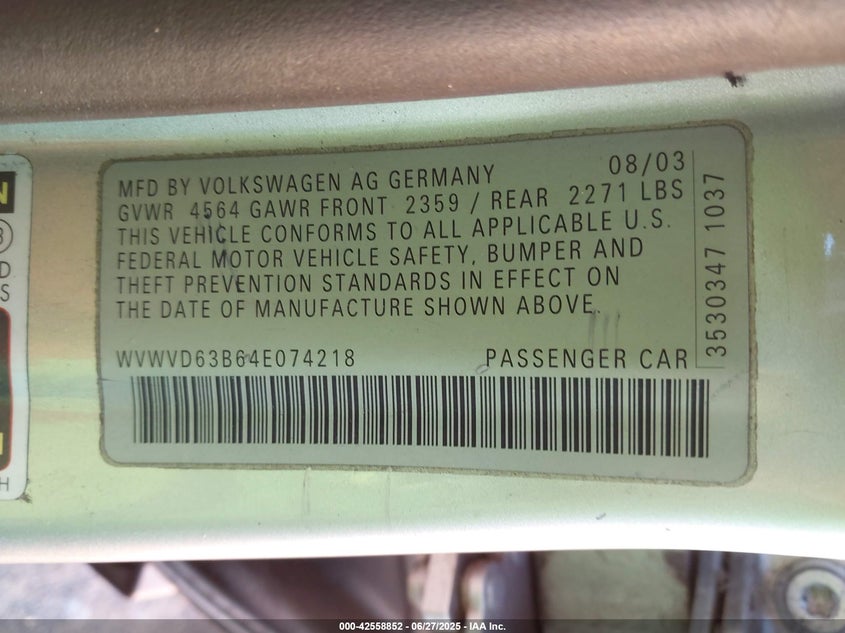 MFD BY VOLKSWAGEN AG GERMANY 08/03
GVWR 4564 GAWR FRONT 2359 / REAR 2271 LBS
THIS VEHICLE CONFORMS TO ALL APPLICABLE U.S.
FEDERAL MOTOR VEHICLE SAFETY, BUMPER AND
THEFT PREVENTION STANDARDS IN EFFECT ON
THE DATE OF MANUFACTURE SHOWN ABOVE.
WVWVD63B64E074218 PASSENGER CAR
3530347 1037
N
D
S
H
000-42558852 - 06/27/2025 - IAA Inc.